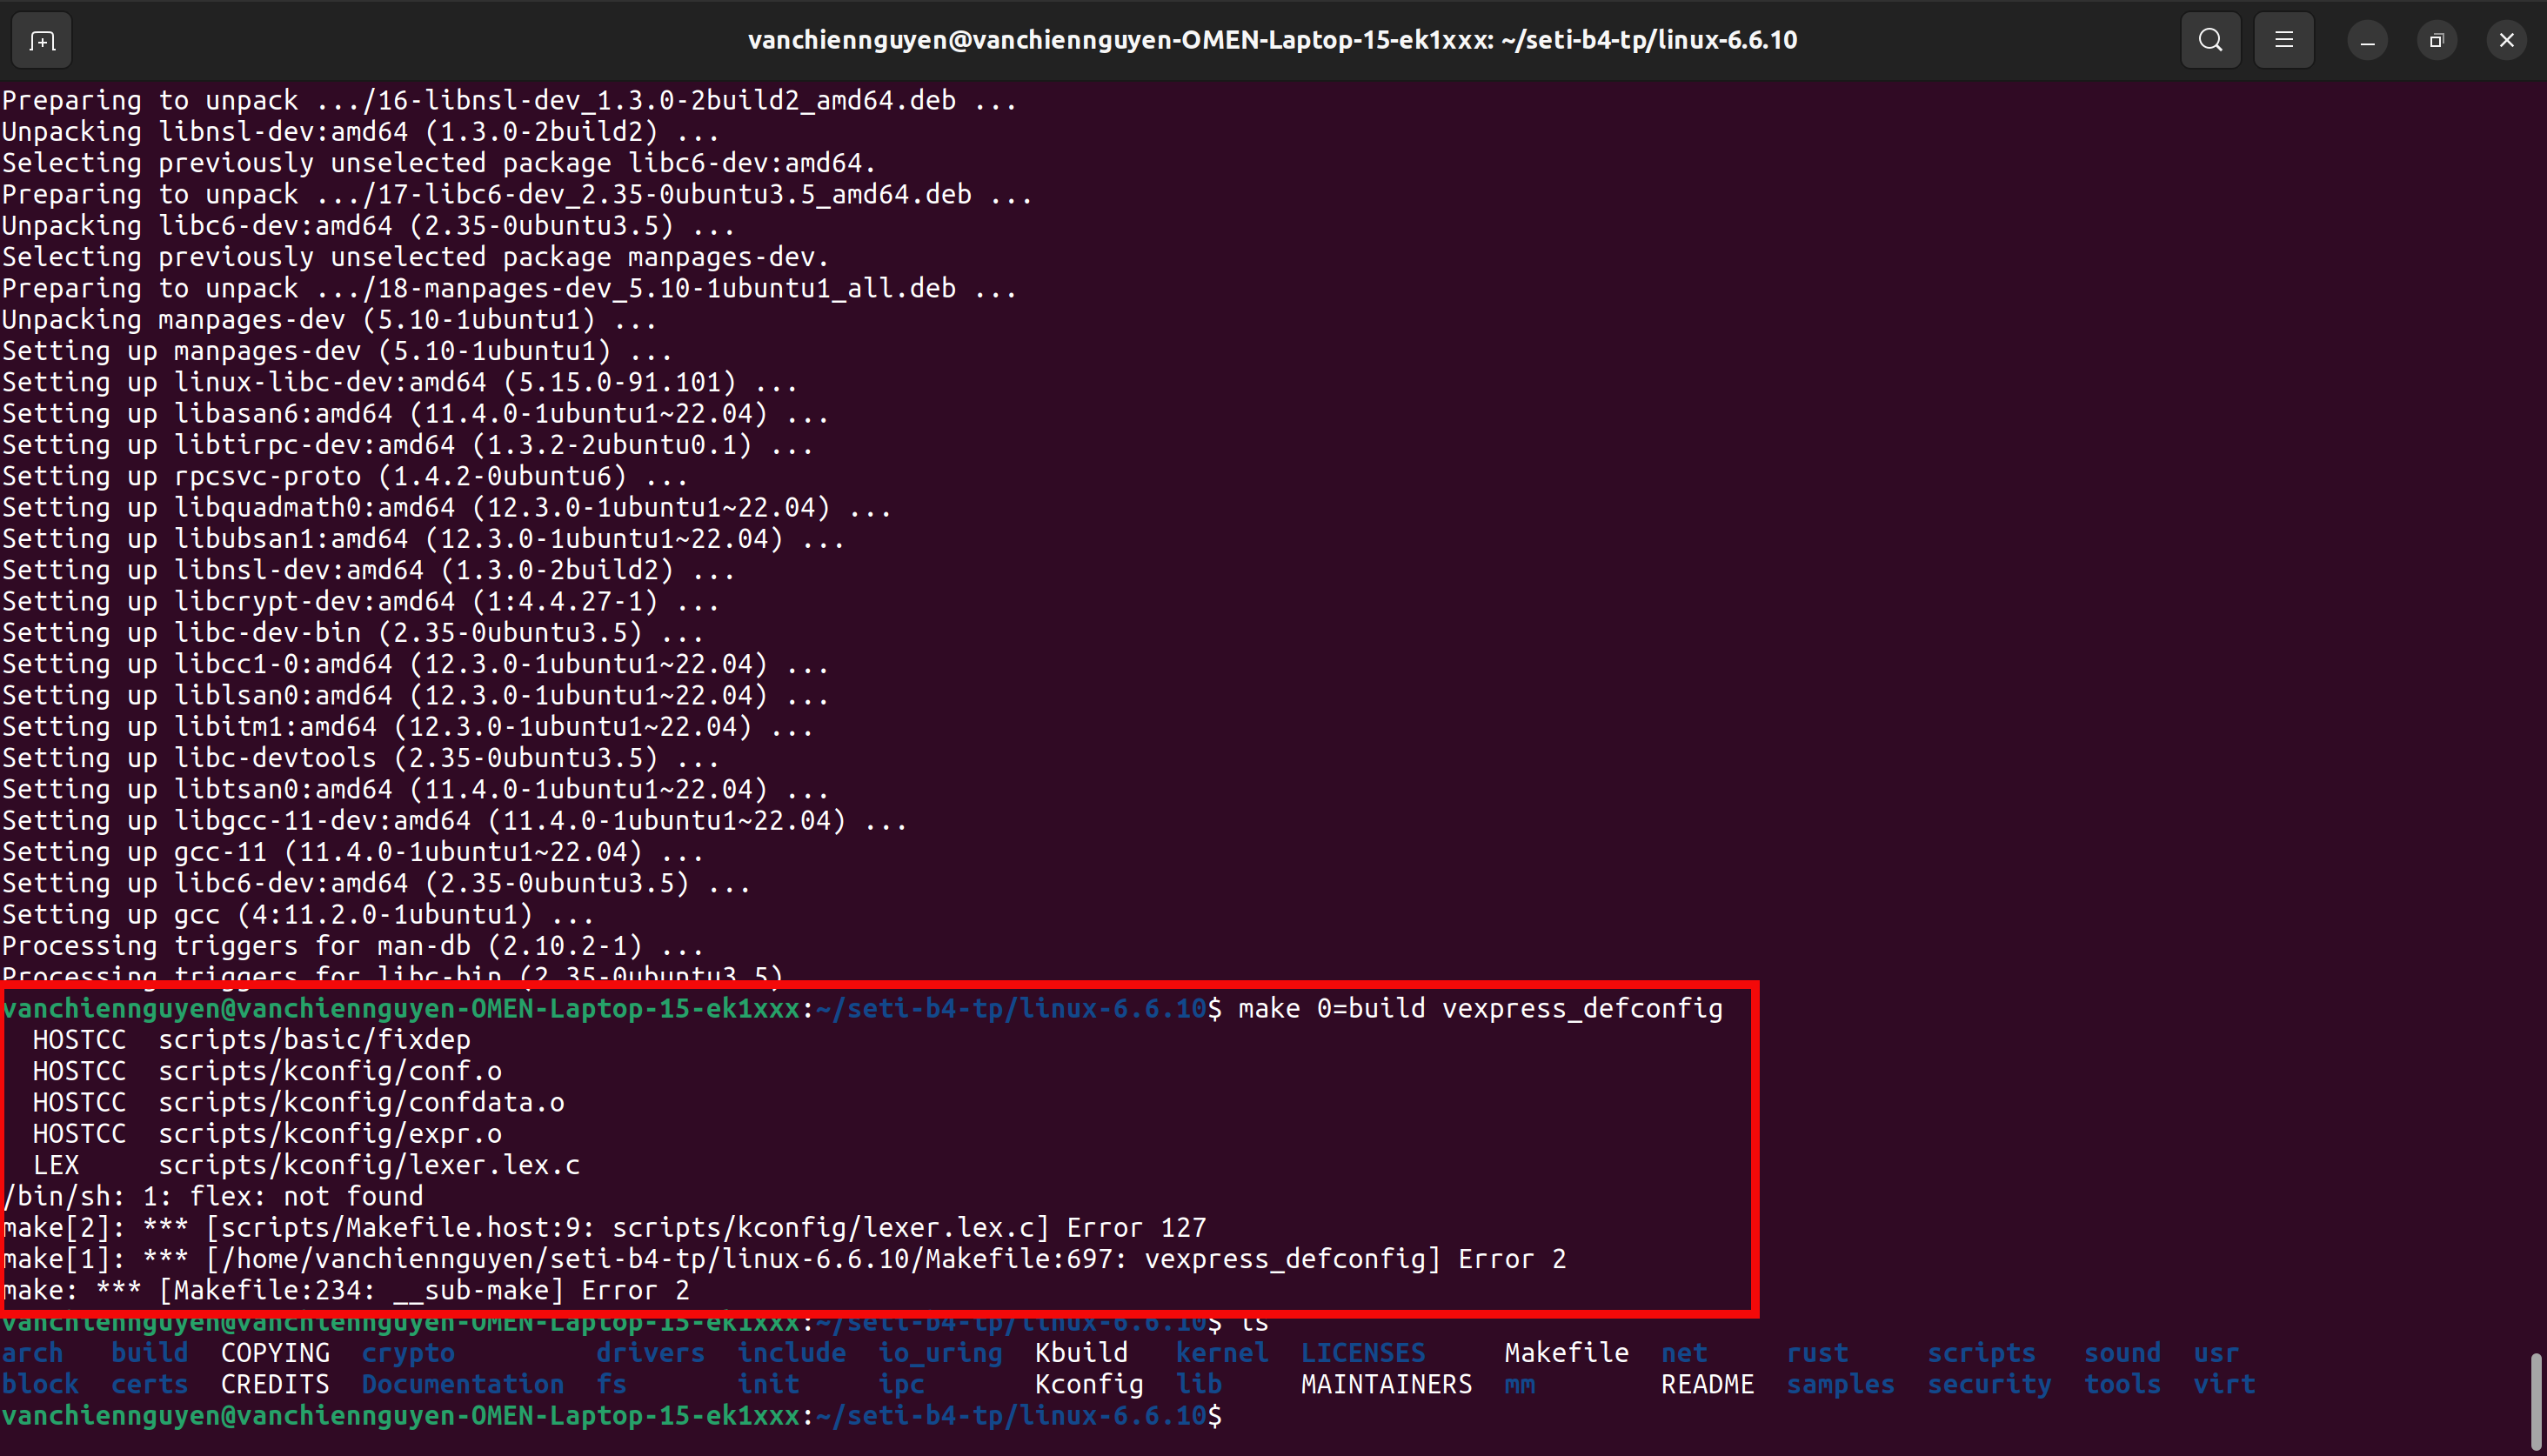 vanchiennguyen@vanchiennguyen-OMEN-Laptop-15-ek1xxx: ~/seti-b4-tp/linux-6.6.10
Preparing to unpack .../16-libnsl-dev_1.3.0-2build2_amd64.deb ...
Unpacking libnsl-dev:amd64 (1.3.0-2build2) ...
Selecting previously unselected package libc6-dev:amd64.
Preparing to unpack .../17-libc6-dev_2.35-0ubuntu3.5_amd64.deb ...
Unpacking libc6-dev:amd64 (2.35-0ubuntu3.5) ...
Selecting previously unselected package manpages-dev.
Preparing to unpack .../18-manpages-dev_5.10-1ubuntu1_all.deb ...
Unpacking manpages-dev (5.10-1ubuntu1) ...
Setting up manpages-dev (5.10-1ubuntu1) ...
Setting up linux-libc-dev:amd64 (5.15.0-91.101) ...
Setting up libasan6:amd64 (11.4.0-1ubuntu1~22.04) ...
Setting up libtirpc-dev:amd64 (1.3.2-2ubuntu0.1) ...
Setting up rpcsvc-proto (1.4.2-0ubuntu6) ...
Setting up libquadmath0:amd64 (12.3.0-1ubuntu1~22.04) ...
Setting up libubsan1:amd64 (12.3.0-1ubuntu1~22.04) ...
Setting up libnsl-dev:amd64 (1.3.0-2build2) ...
Setting up libcrypt-dev:amd64 (1:4.4.27-1) ...
Setting up libc-dev-bin (2.35-0ubuntu3.5) ...
Setting up libcc1-0:amd64 (12.3.0-1ubuntu1~22.04) ...
Setting up liblsan0:amd64 (12.3.0-1ubuntu1~22.04) ...
Setting up libitm1:amd64 (12.3.0-1ubuntu1~22.04) ...
Setting up libc-devtools (2.35-0ubuntu3.5) ...
Setting up libtsan0:amd64 (11.4.0-1ubuntu1~22.04) ...
Setting up libgcc-11-dev:amd64 (11.4.0-1ubuntu1~22.04) ...
Setting up gcc-11 (11.4.0-1ubuntu1~22.04) ...
Setting up libc6-dev:amd64 (2.35-0ubuntu3.5) ...
Setting up gcc (4:11.2.0-1ubuntu1) ...
Processing triggers for man-db (2.10.2-1) ...
Processing triggers for libc-bin (2.35-0ubuntu3.5)
vanchiennguyen@vanchiennguyen-OMEN-Laptop-15-ek1xxx:~/seti-b4-tp/linux-6.6.10$ make 0=build vexpress_defconfig
HOSTCC scripts/basic/fixdep
HOSTCC scripts/kconfig/conf.o
HOSTCC scripts/kconfig/confdata.o
HOSTCC scripts/kconfig/expr.o
LEX scripts/kconfig/lexer.lex.c
/bin/sh: 1: flex: not found
make[2]: *** [scripts/Makefile.host:9: scripts/kconfig/lexer.lex.c] Error 127
make[1]: *** [/home/vanchiennguyen/seti-b4-tp/linux-6.6.10/Makefile:697: vexpress_defconfig] Error 2
make: *** [Makefile:234: __sub-make] Error 2
vanchiennguyen@vanchiennguyen-OMEN-Laptop-15-ek1xxx:~/seti-b4-tp/linux-6.6.10$ ls
arch build COPYING crypto drivers include io_uring Kbuild kernel LICENSES Makefile net rust scripts sound usr
block certs CREDITS Documentation fs init ipc Kconfig lib MAINTAINERS mm README samples security tools virt
vanchiennguyen@vanchiennguyen-OMEN-Laptop-15-ek1xxx:~/seti-b4-tp/linux-6.6.10$